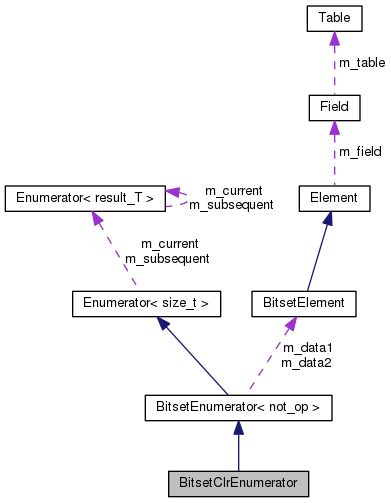 Table
m_table
Field
m_field
Enumerator< result_T >
m_current
m_subsequent
Element
m_current
m_subsequent
Enumerator< size_t >
BitsetElement
m_data1
m_data2
BitsetEnumerator< not_op >
BitsetClrEnumerator